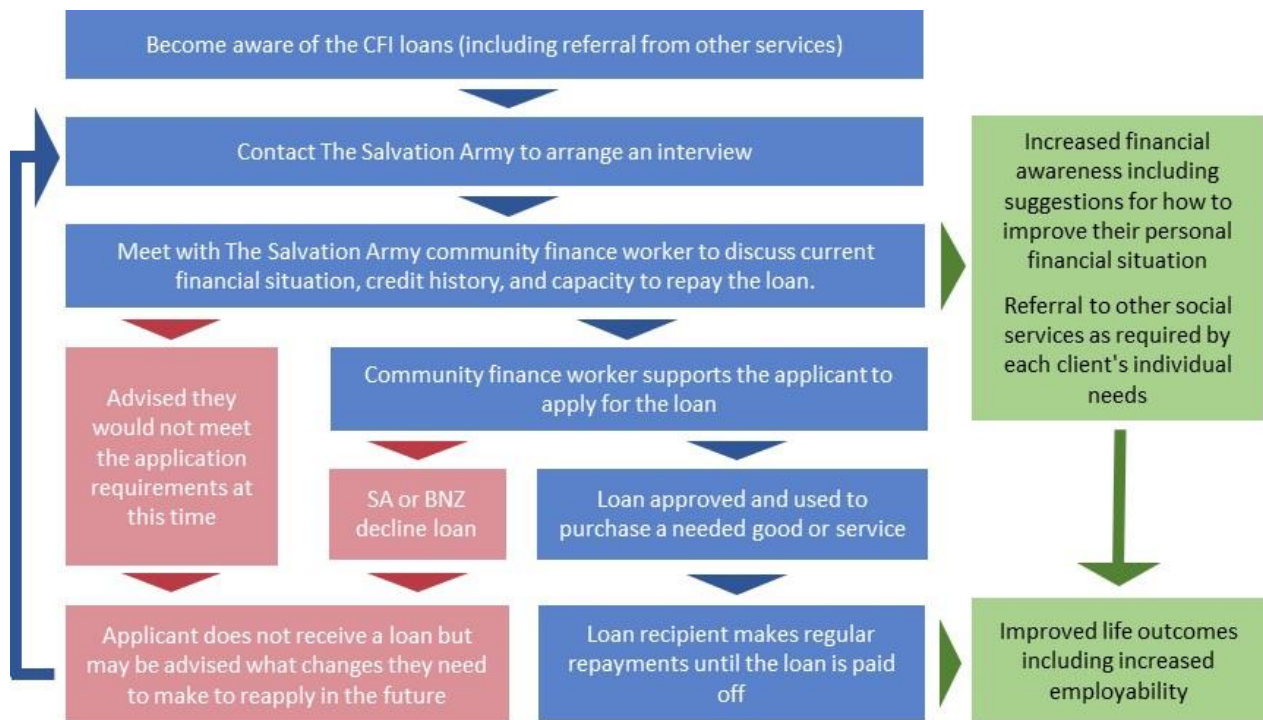 Become aware of the CFI loans (including referral from other services)
Contact The Salvation Army to arrange an interview
Meet with The Salvation Army community finance worker to discuss current
financial situation, credit history, and capacity to repay the loan.
Increased financial
awareness including
suggestions for how to
improve their personal
financial situation
Referral to other social
services as required by
each client's individual
needs
Advised they
would not meet
the application
requirements at
this time
Community finance worker supports the applicant to
apply for the loan
SA or BNZ
decline loan
Loan approved and used to
purchase a needed good or service
Applicant does not receive a loan but
may be advised what changes they need
to make to reapply in the future
Loan recipient makes regular
repayments until the loan is paid
off
Improved life outcomes
including increased
employability